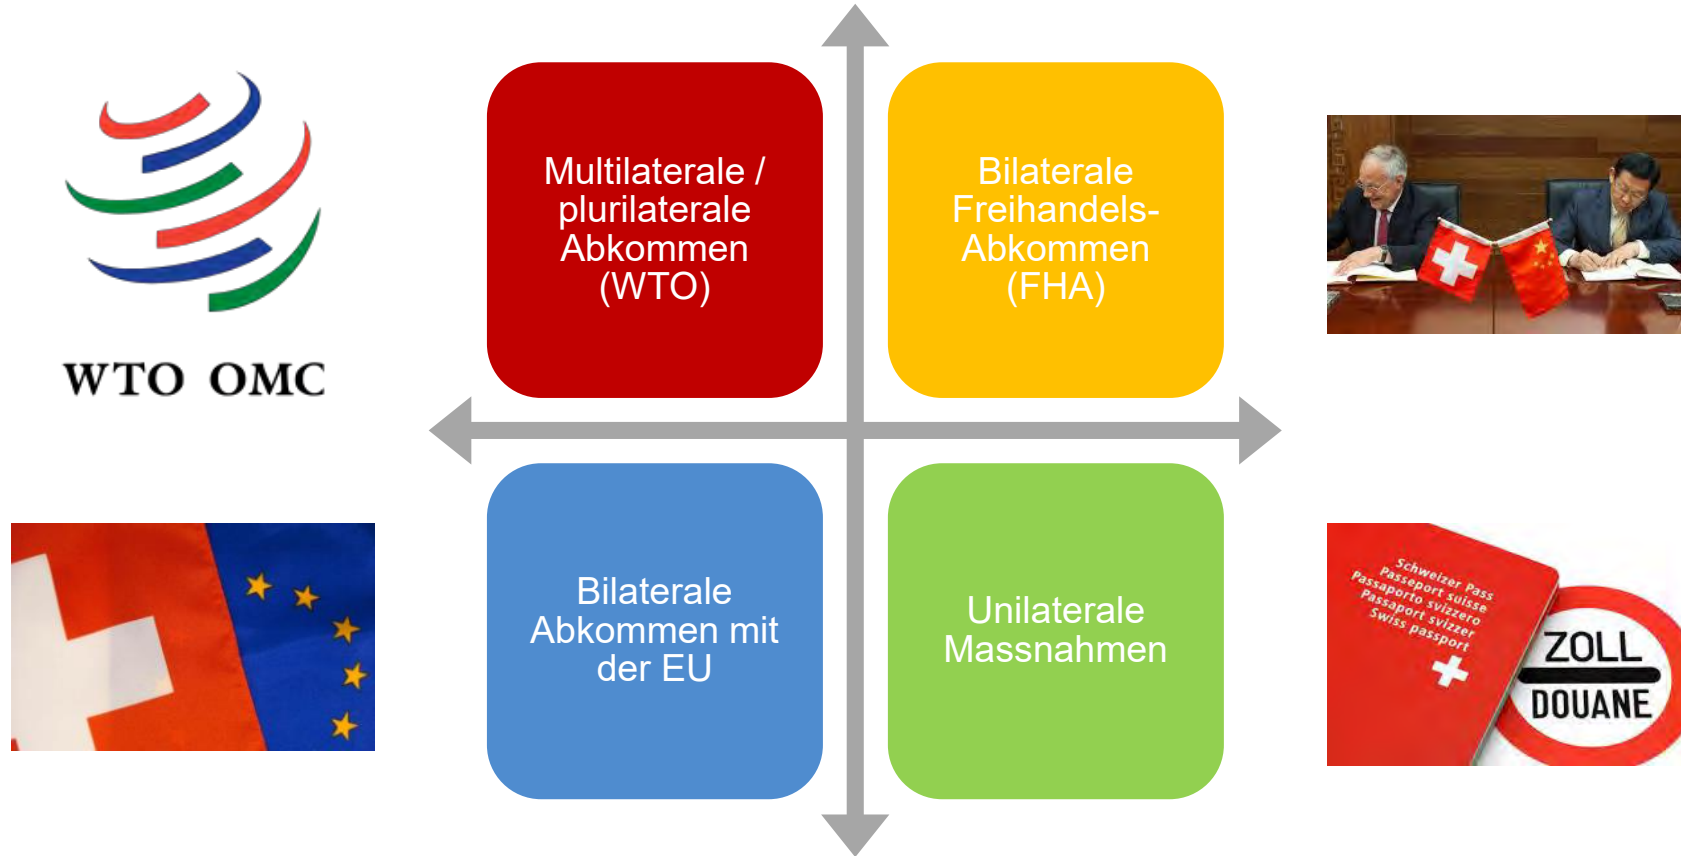 WTO OMC
Multilaterale /
plurilaterale
Abkommen
(WTO)
Bilaterale
Freihandels-
Abkommen
(FHA)
Bilaterale
Abkommen mit
der EU
Unilaterale
Massnahmen
Schweizer Pass
Passeport suisse
Passaporto svizzero
Passaport svizzer
Swiss passport
ZOLL
DOUANE